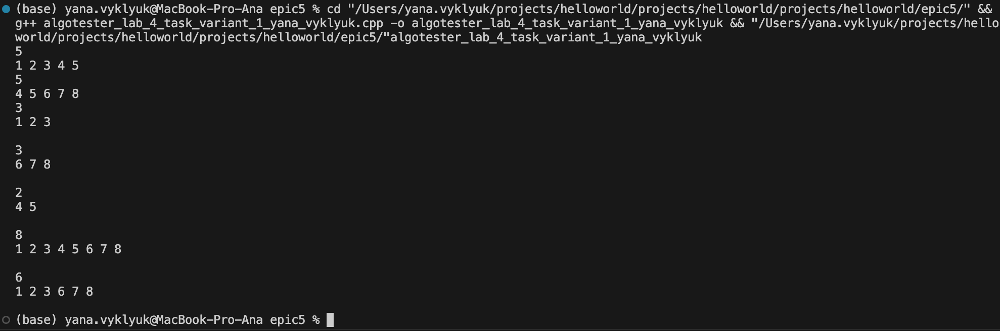 (base) yana.vyklyuk@MacBook-Pro-Ana epic5 % cd "/Users/yana.vyklyuk/projects/helloworld/projects/helloworld/projects/helloworld/epic5/" &&
g++ algotester_lab_4_task_variant_1_yana_vyklyuk.cpp -o algotester_lab_4_task_variant_1_yana_vyklyuk && "/Users/yana.vyklyuk/projects/hello
world/projects/helloworld/projects/helloworld/epic5/"algotester_lab_4_task_variant_1_yana_vyklyuk
5
1 2 3 4 5
5
4 5 6 7 8
3
1 2 3
3
6 7 8
2
4 5
8
1 2 3 4 5 6 7 8
6
1 2 3 6 7 8
(base) yana.vyklyuk@MacBook-Pro-Ana epic5 %